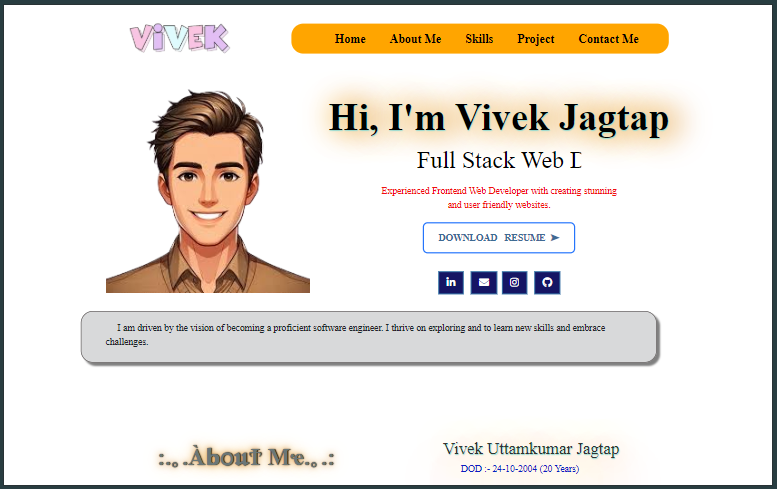 ViVEK
Home About Me Skills Project Contact Me
Hi, I'm Vivek Jagtap
Full Stack Web D
Experienced Frontend Web Developer with creating stunning
and user friendly websites.
DOWNLOAD RESUME ➤
in
I am driven by the vision of becoming a proficient software engineer. I thrive on exploring and to learn new skills and embrace
challenges.
:.。.About Me.。.:
Vivek Uttamkumar Jagtap
DOD :- 24-10-2004 (20 Years)